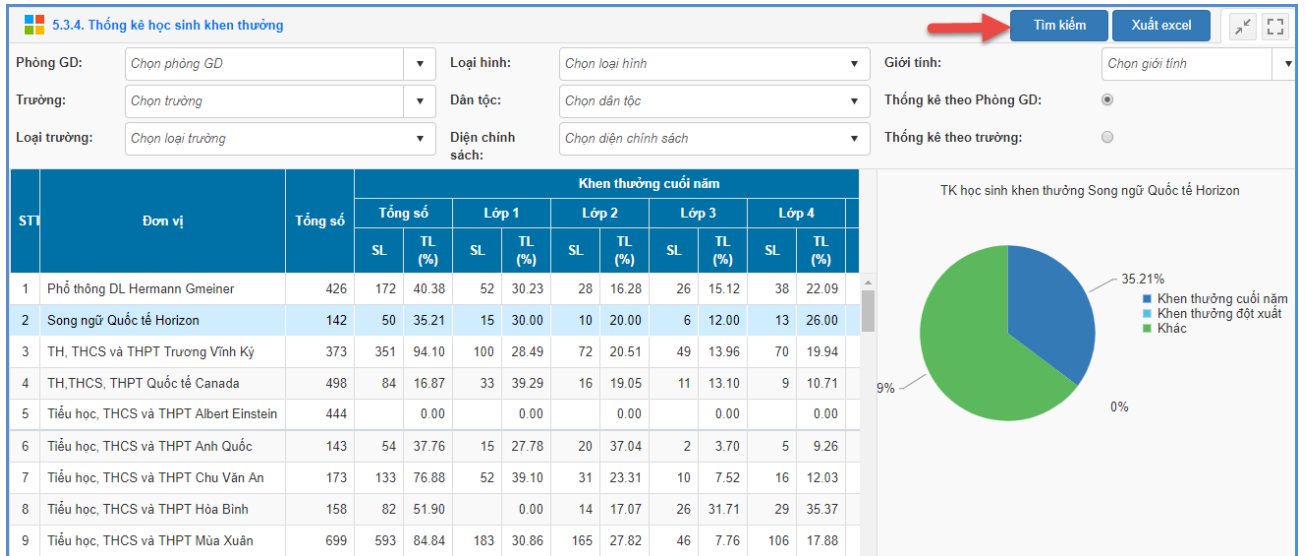 5.3.4. Thống kê học sinh khen thưởng
Tìm kiếm
Xuất excel
Phòng GD:
Chọn phòng GD
Loại hình:
Chọn loại hình
Giới tính:
Chọn giới tính
Trường:
Chọn trường
Dân tộc:
Chọn dân tộc
Thống kê theo Phòng GD:
Loại trường:
Chọn loại trường
Diện chính
sách:
Chọn diện chính sách
Thống kê theo trường:
Khen thưởng cuối năm
STT Đơn vị Tổng số Tổng số Lớp 1 Lớp 2 Lớp 3 Lớp 4
SL TL (%) SL TL (%) SL TL (%) SL TL (%) SL TL (%)
1 Phổ thông DL Hermann Gmeiner 426 172 40.38 52 30.23 28 16.28 26 15.12 38 22.09
2 Song ngữ Quốc tế Horizon 142 50 35.21 15 30.00 10 20.00 6 12.00 13 26.00
3 TH, THCS và THPT Trương Vĩnh Ký 373 351 94.10 100 28.49 72 20.51 49 13.96 70 19.94
4 TH,THCS, THPT Quốc tế Canada 498 84 16.87 33 39.29 16 19.05 11 13.10 9 10.71
5 Tiểu học, THCS và THPT Albert Einstein 444 0.00 0.00 0.00 0.00 0.00
6 Tiểu học, THCS và THPT Anh Quốc 143 54 37.76 15 27.78 20 37.04 2 3.70 5 9.26
7 Tiểu học, THCS và THPT Chu Văn An 173 133 76.88 52 39.10 31 23.31 10 7.52 16 12.03
8 Tiểu học, THCS và THPT Hòa Bình 158 82 51.90 0.00 14 17.07 26 31.71 29 35.37
9 Tiểu học, THCS và THPT Mùa Xuân 699 593 84.84 183 30.86 165 27.82 46 7.76 106 17.88
TK học sinh khen thưởng Song ngữ Quốc tế Horizon
35.21%
Khen thưởng cuối năm
Khen thưởng đột xuất
Khác
9%
0%